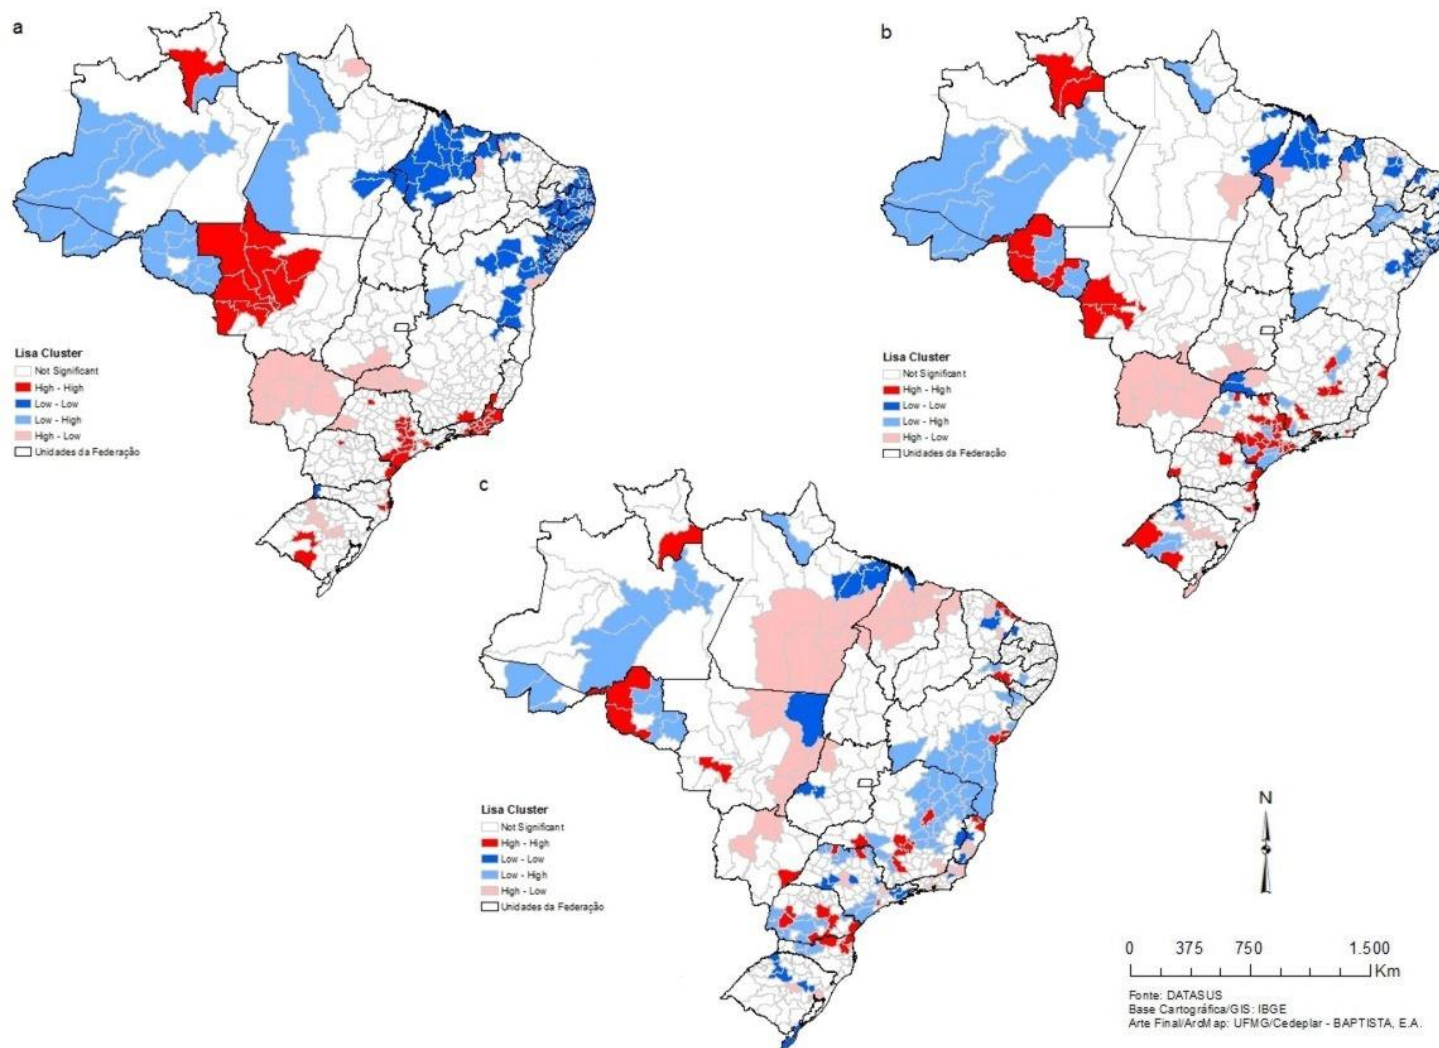 a
b
Lisa Cluster
Not Significant
High - High
Low - Low
Low - High
High - Low
Unidades da Federação
Lisa Cluster
Not Significant
High - High
Low - Low
Low - High
High - Low
Unidades da Federação
c
Lisa Cluster
Not Significant
High - High
Low - Low
Low - High
High - Low
Unidades da Federação
N
0 375 750 1.500
Km
Fonte: DATASUS
Base Cartográfica/GIS: IBGE
Arte Final/ArcMap: UFMG/Cedeplar - BAPTISTA, E.A.